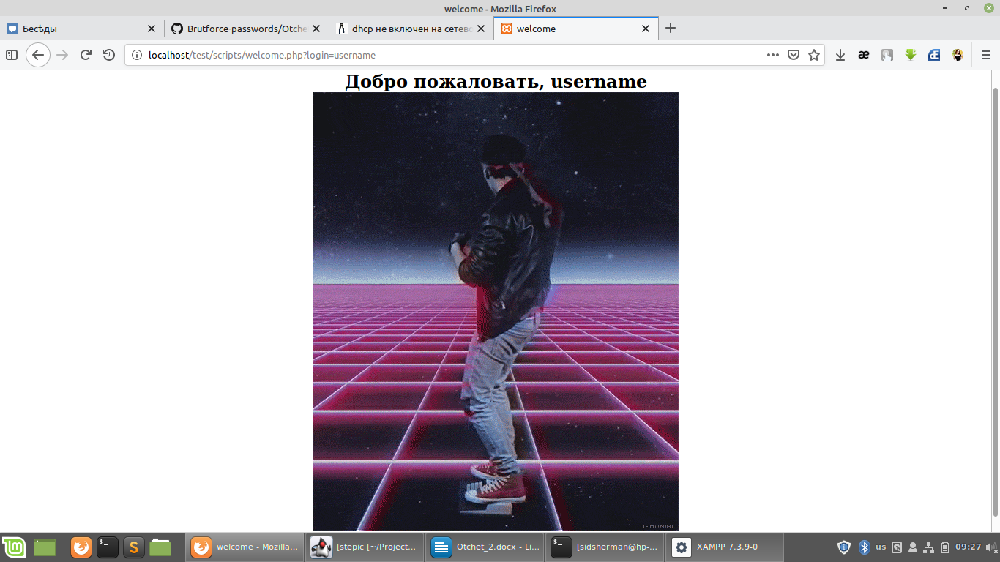 welcome - Mozilla Firefox
Бесѣды
Brutforce-passwords/Otche
dhcp не включен на сетево
welcome
localhost/test/scripts/welcome.php?login=username
Добро пожаловать, username
DEMONIAC
welcome - Mozilla...
[stepic [~/Project...
Otchet_2.docx - Li...
[sidsherman@hp-...
XAMPP 7.3.9-0
us
09:27